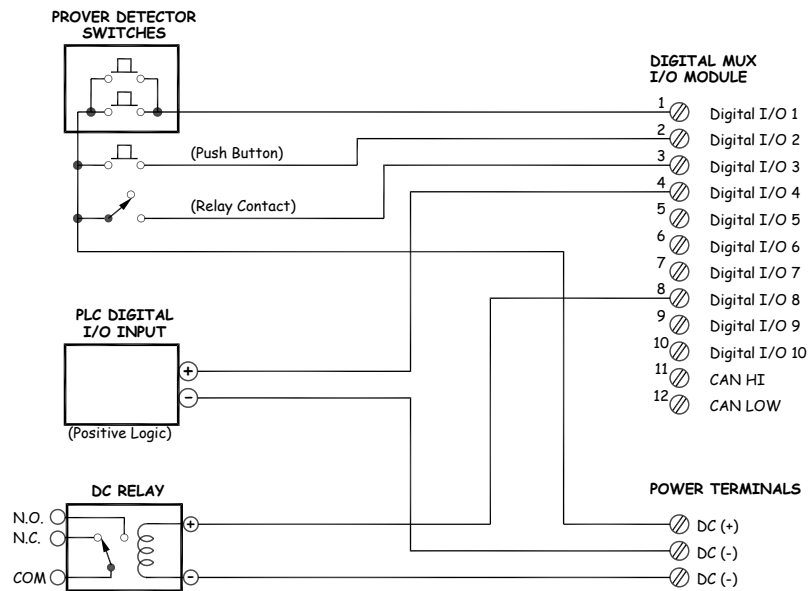 PROVER DETECTOR
SWITCHES
(Push Button)
(Relay Contact)
DIGITAL MUX
I/O MODULE
1 Digital I/O 1
2 Digital I/O 2
3 Digital I/O 3
4 Digital I/O 4
5 Digital I/O 5
6 Digital I/O 6
7 Digital I/O 7
8 Digital I/O 8
9 Digital I/O 9
10 Digital I/O 10
11 CAN HI
12 CAN LOW
PLC DIGITAL
I/O INPUT
+
−
(Positive Logic)
DC RELAY
N.O.
N.C.
COM
+
−
POWER TERMINALS
DC (+)
DC (-)
DC (-)